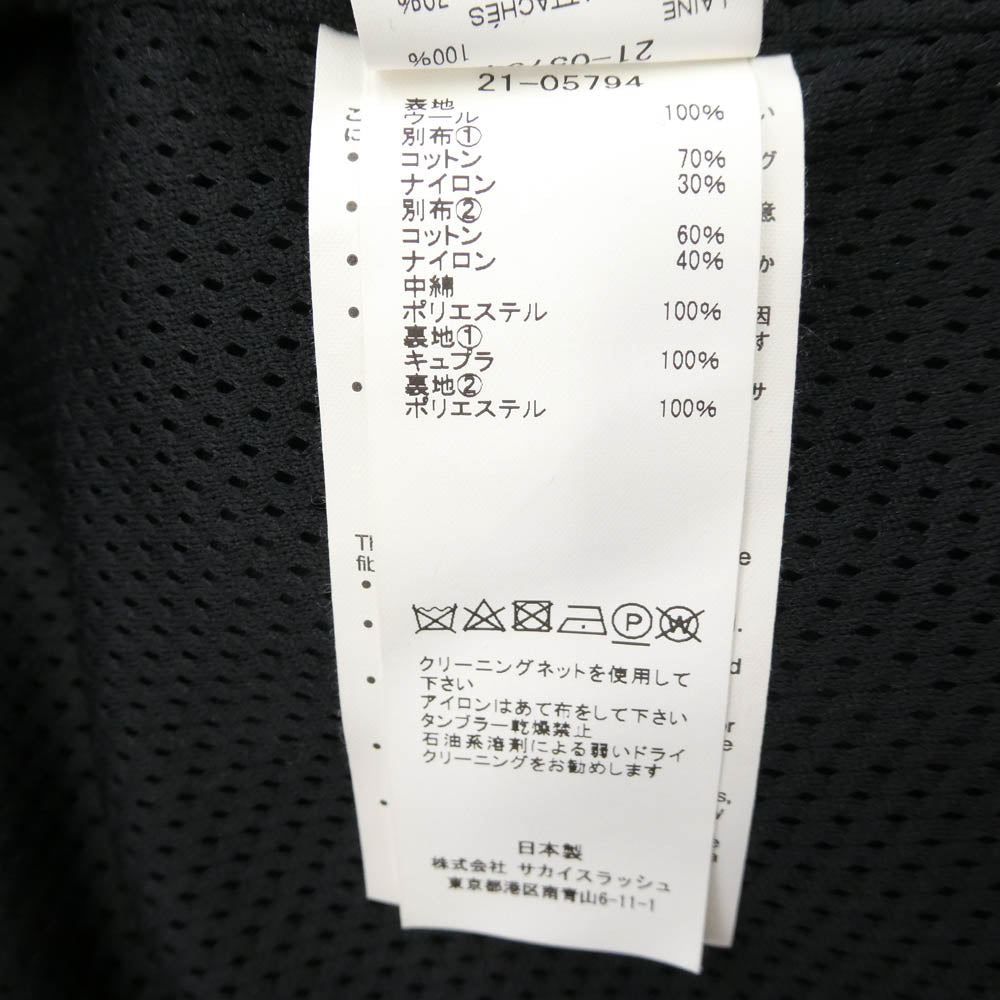 LAINE 70%
ATTACHÉS
100%
21-05794
表地
ウール 100%
別布①
コットン 70%
ナイロン 30%
別布②
コットン 60%
ナイロン 40%
中綿
ポリエステル 100%
裏地①
キュプラ 100%
裏地②
ポリエステル 100%
P
W
クリーニングネットを使用して
下さい
アイロンはあて布をして下さい
タンブラー乾燥禁止
石油系溶剤による弱いドライ
クリーニングをお勧めします
日本製
株式会社 サカイスラッシュ
東京都港区南青山6-11-1